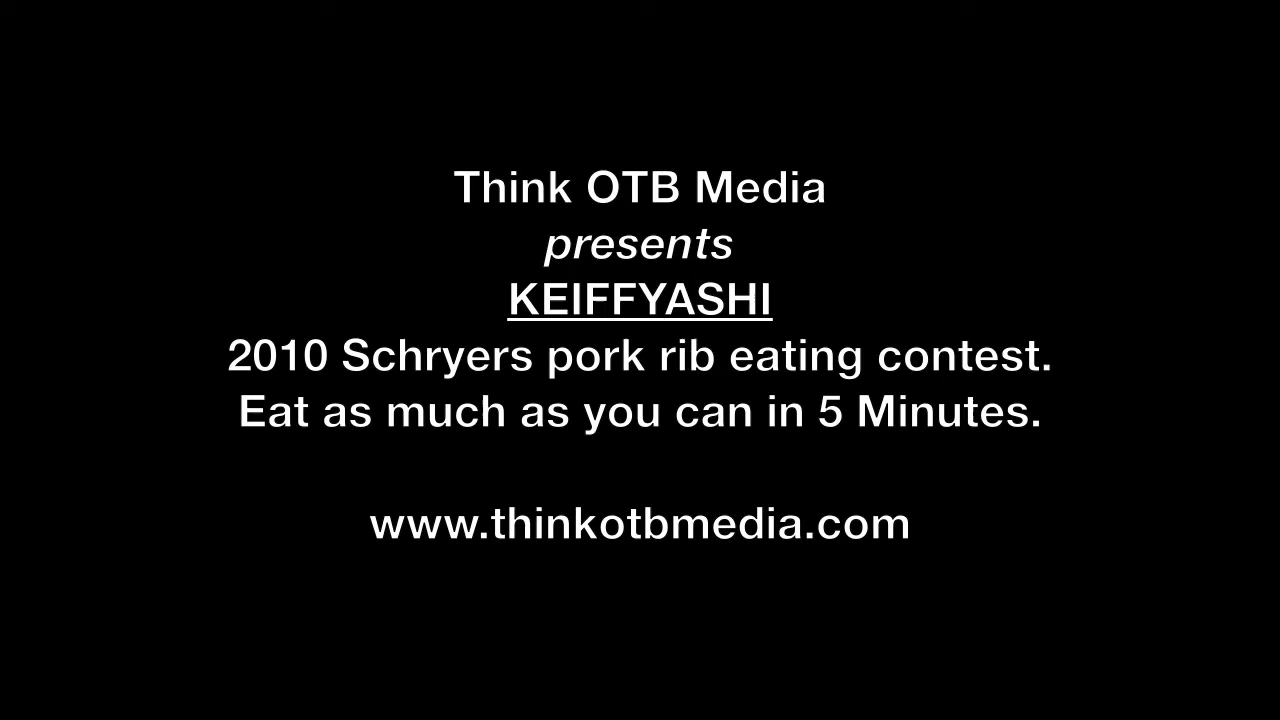 Think OTB Media
presents
KEIFFYASHI
2010 Schryers pork rib eating contest.
Eat as much as you can in 5 Minutes.
www.thinkotbmedia.com